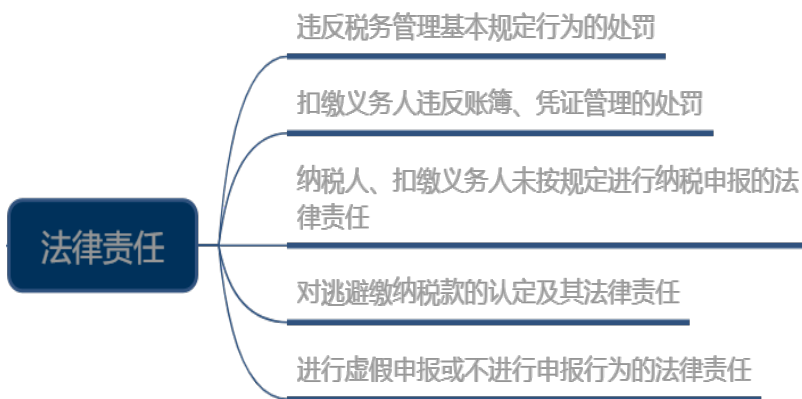 违反税务管理基本规定行为的处罚
扣缴义务人违反账簿、凭证管理的处罚
纳税人、扣缴义务人未按规定进行纳税申报的法
律责任
法律责任
对逃避缴纳税款的认定及其法律责任
进行虚假申报或不进行申报行为的法律责任